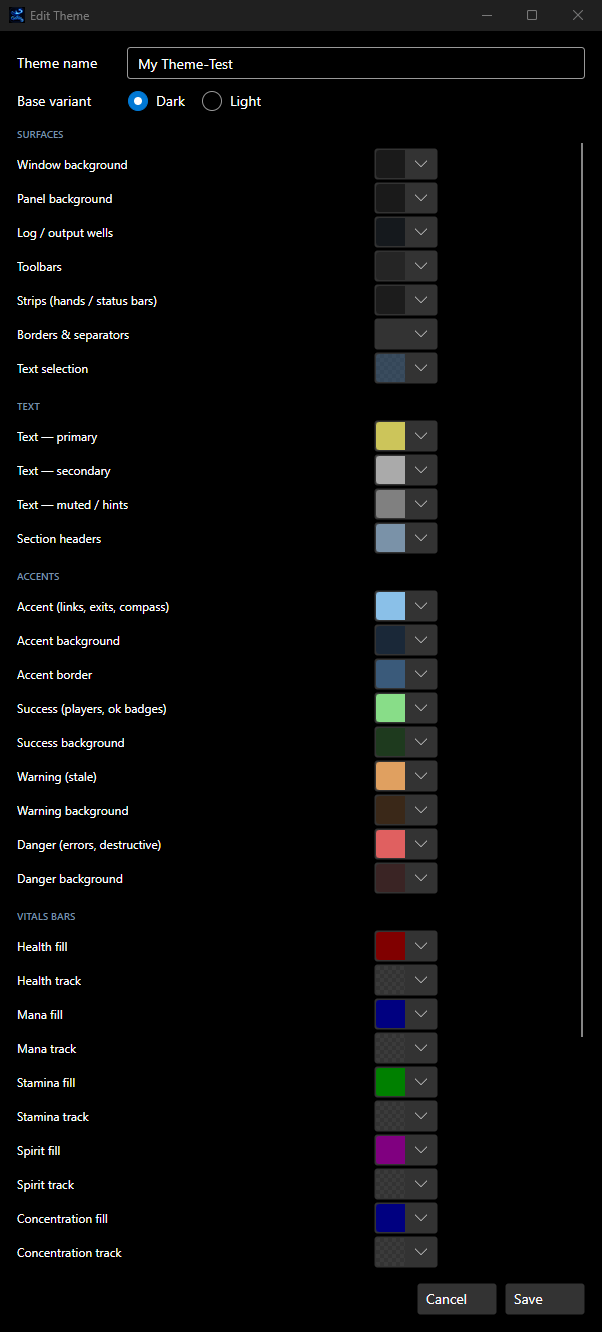 Edit Theme
Theme name My Theme-Test
Base variant Dark Light
SURFACES
Window background
Panel background
Log / output wells
Toolbars
Strips (hands / status bars)
Borders & separators
Text selection
TEXT
Text — primary
Text — secondary
Text — muted / hints
Section headers
ACCENTS
Accent (links, exits, compass)
Accent background
Accent border
Success (players, ok badges)
Success background
Warning (stale)
Warning background
Danger (errors, destructive)
Danger background
VITALS BARS
Health fill
Health track
Mana fill
Mana track
Stamina fill
Stamina track
Spirit fill
Spirit track
Concentration fill
Concentration track
Cancel Save